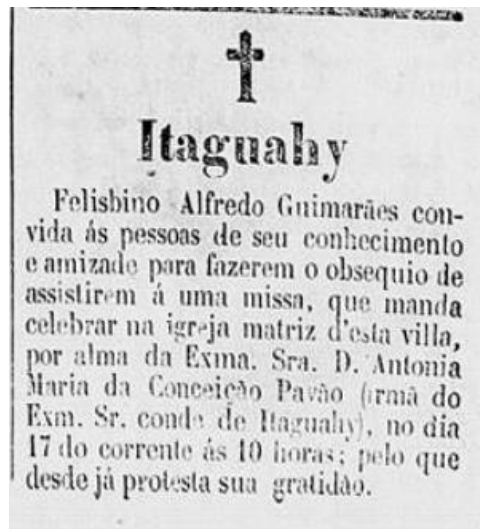 Itaguahy
Felisbino Alfredo Guimarães con-
vida ás pessoas de seu conhecimento
e amizade para fazerem o obsequio de
assistirem á uma missa, que manda
celebrar na igreja matriz d'esta villa,
por alma da Exma. Sra. D. Antonia
Maria da Conceição Pavão (irmã do
Exm. Sr. conde de Itaguahy), no dia
17 do corrente ás 10 horas; pelo que
desde já protesta sua gratidão.